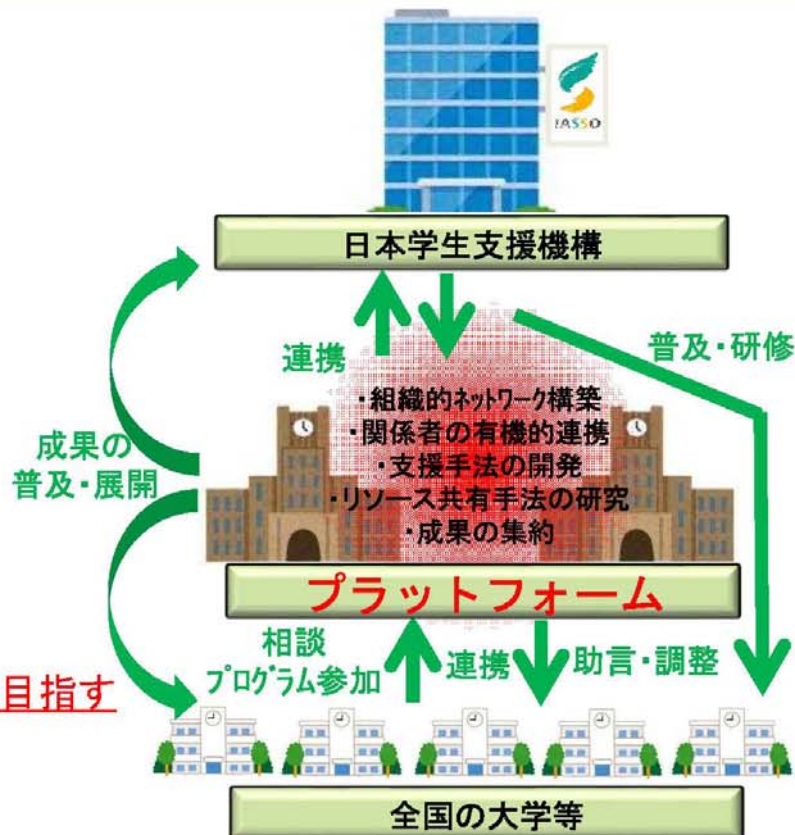 JASSO
日本学生支援機構
連携
普及・研修
・組織的ネットワーク構築
・関係者の有機的連携
・支援手法の開発
・リソース共有手法の研究
・成果の集約
成果の
普及・展開
プラットフォーム
相談
プログラム参加
連携
助言・調整
目指す
全国の大学等